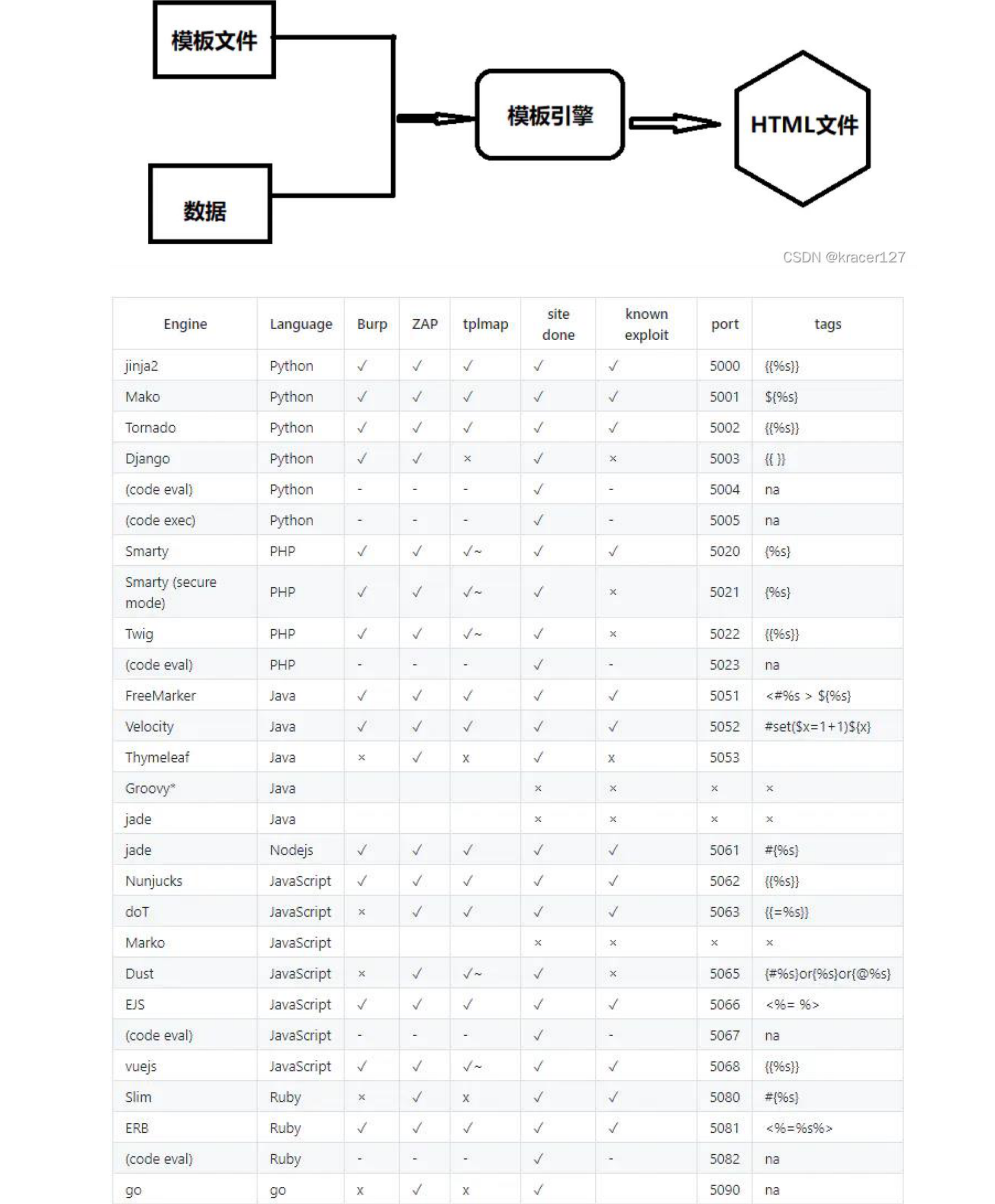 模板文件
模板引擎
HTML文件
数据
CSDN @kracer127
Engine Language Burp ZAP tplmap site done known exploit port tags
jinja2 Python ✓ ✓ ✓ ✓ ✓ 5000 {{%s}}
Mako Python ✓ ✓ ✓ ✓ ✓ 5001 ${%s}
Tornado Python ✓ ✓ ✓ ✓ ✓ 5002 {{%s}}
Django Python ✓ ✓ × ✓ × 5003 {{ }}
(code eval) Python - - - ✓ - 5004 na
(code exec) Python - - - ✓ - 5005 na
Smarty PHP ✓ ✓ ✓~ ✓ ✓ 5020 {%s}
Smarty (secure mode) PHP ✓ ✓ ✓~ ✓ × 5021 {%s}
Twig PHP ✓ ✓ ✓~ ✓ × 5022 {{%s}}
(code eval) PHP - - - ✓ - 5023 na
FreeMarker Java ✓ ✓ ✓ ✓ ✓ 5051 <#%s > ${%s}
Velocity Java ✓ ✓ ✓ ✓ ✓ 5052 #set($x=1+1)${x}
Thymeleaf Java × ✓ x ✓ x 5053
Groovy* Java × × × ×
jade Java × × × ×
jade Nodejs ✓ ✓ ✓ ✓ ✓ 5061 #{%s}
Nunjucks JavaScript ✓ ✓ ✓ ✓ ✓ 5062 {{%s}}
doT JavaScript × ✓ ✓ ✓ ✓ 5063 {{=%s}}
Marko JavaScript × × × ×
Dust JavaScript × ✓ ✓~ ✓ × 5065 {#%s}or{%s}or{@%s}
EJS JavaScript ✓ ✓ ✓ ✓ ✓ 5066 <%= %>
(code eval) JavaScript - - - ✓ - 5067 na
vuejs JavaScript ✓ ✓ ✓~ ✓ ✓ 5068 {{%s}}
Slim Ruby × ✓ x ✓ ✓ 5080 #{%s}
ERB Ruby ✓ ✓ ✓ ✓ ✓ 5081 <%=%s%>
(code eval) Ruby - - - ✓ - 5082 na
go go x ✓ x ✓ 5090 na